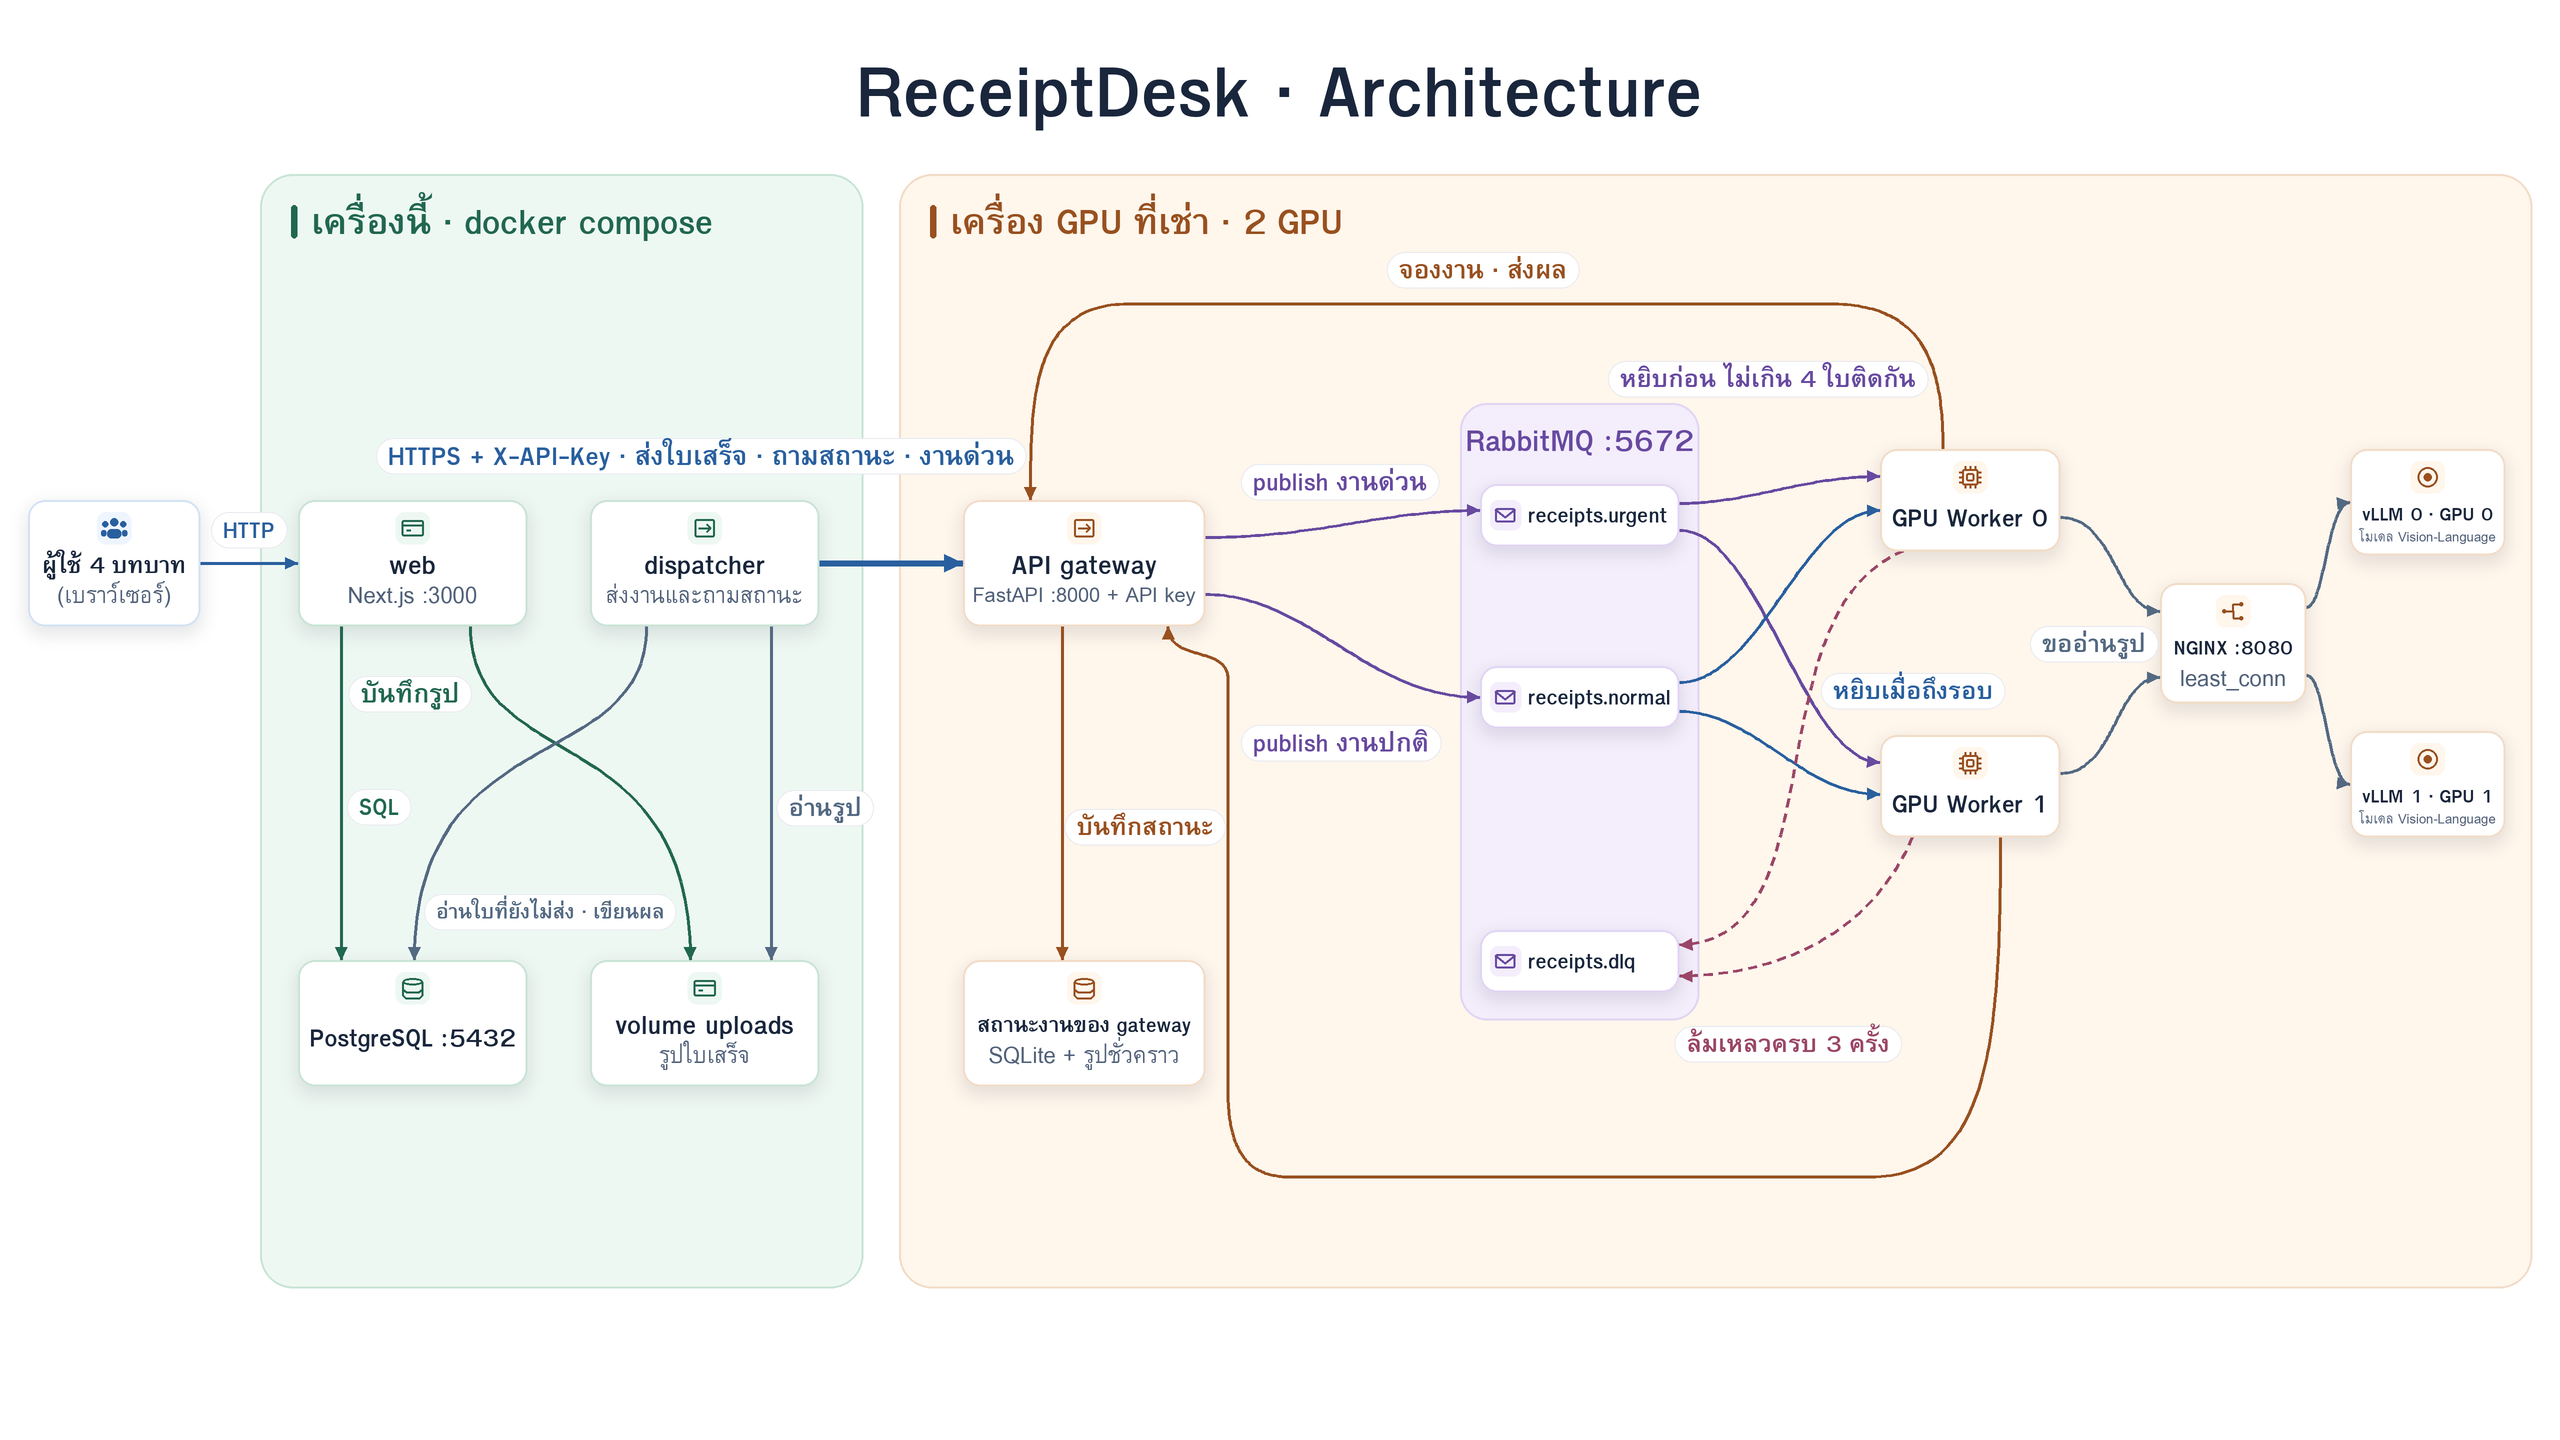 ReceiptDesk · Architecture
เครื่องนี้ · docker compose
เครื่อง GPU ที่เช่า · 2 GPU
จองงาน · ส่งผล
หยิบก่อน ไม่เกิน 4 ใบติดกัน
HTTPS + X-API-Key · ส่งใบเสร็จ · ถามสถานะ · งานด่วน
RabbitMQ :5672
publish งานด่วน
ผู้ใช้ 4 บทบาท
(เบราว์เซอร์)
HTTP
web
Next.js :3000
dispatcher
ส่งงานและถามสถานะ
API gateway
FastAPI :8000 + API key
receipts.urgent
GPU Worker 0
vLLM 0 · GPU 0
โมเดล Vision-Language
ขออ่านรูป
NGINX :8080
least_conn
บันทึกรูป
receipts.normal
หยิบเมื่อถึงรอบ
publish งานปกติ
SQL
อ่านรูป
บันทึกสถานะ
GPU Worker 1
vLLM 1 · GPU 1
โมเดล Vision-Language
อ่านใบที่ยังไม่ส่ง · เขียนผล
receipts.dlq
PostgreSQL :5432
volume uploads
รูปใบเสร็จ
สถานะงานของ gateway
SQLite + รูปชั่วคราว
ล้มเหลวครบ 3 ครั้ง